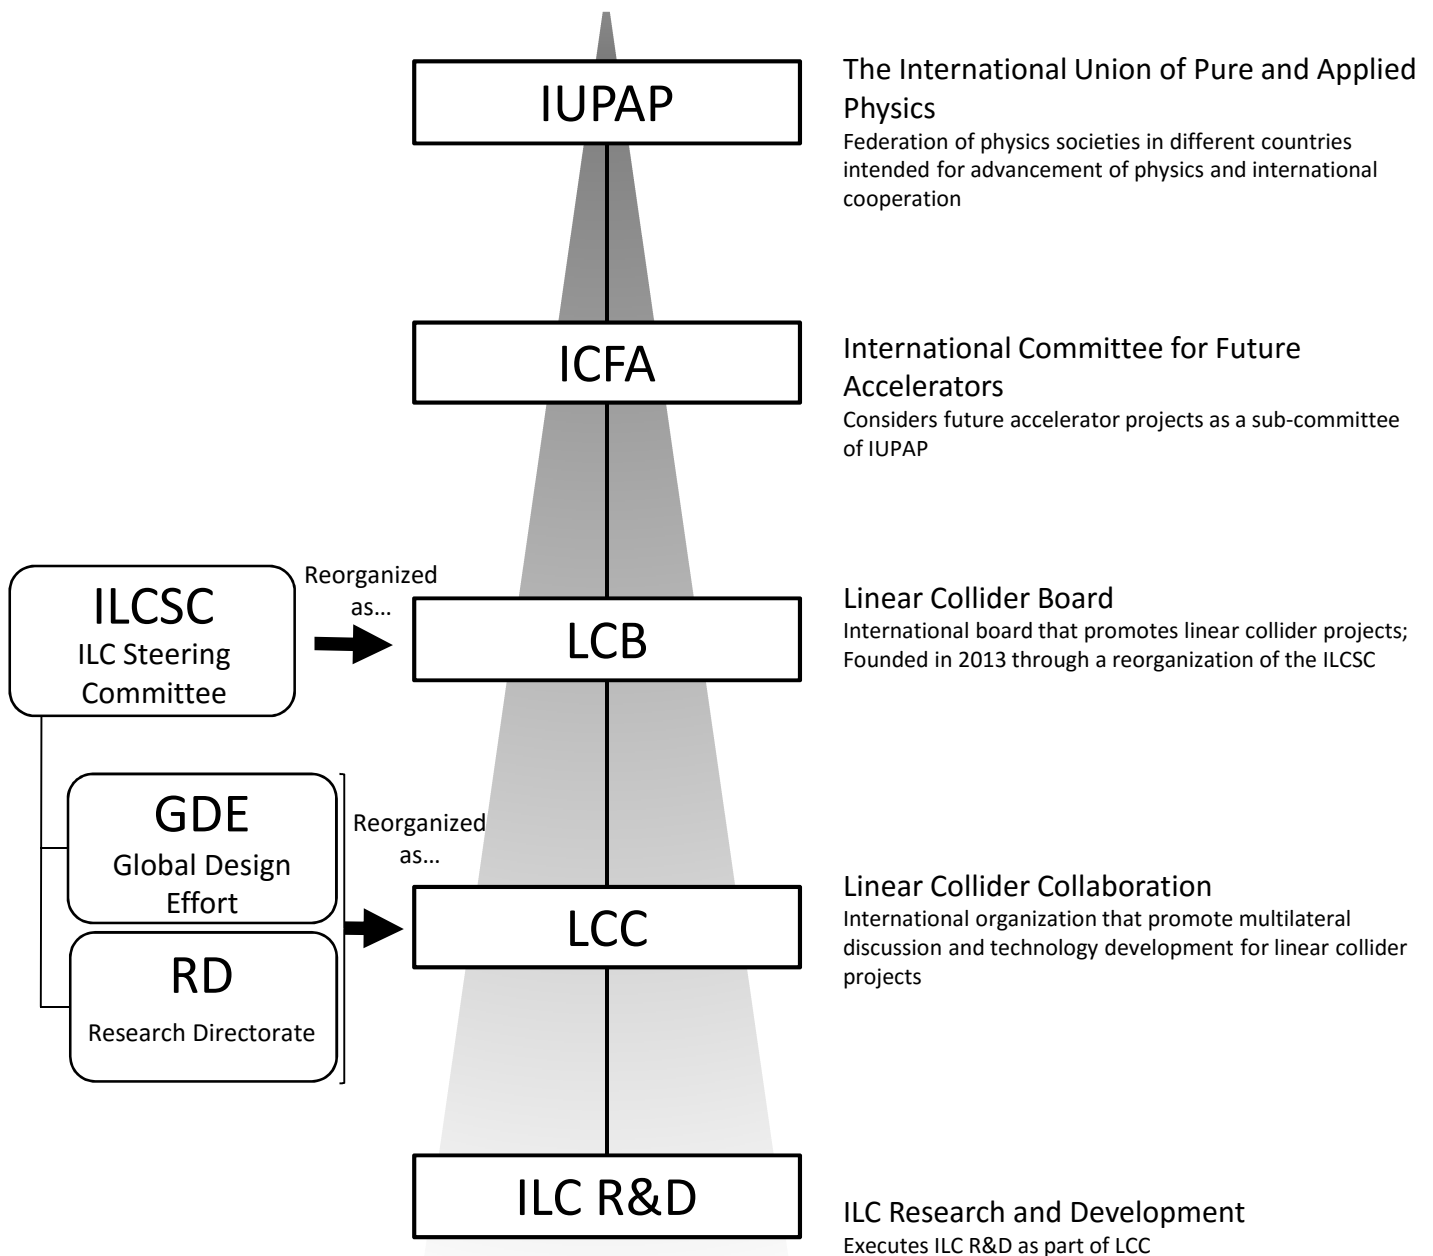 IUPAP
The International Union of Pure and Applied
Physics
Federation of physics societies in different countries
intended for advancement of physics and international
cooperation
ICFA
International Committee for Future
Accelerators
Considers future accelerator projects as a sub-committee
of IUPAP
ILCSC
ILC Steering
Committee
Reorganized
as...
LCB
Linear Collider Board
International board that promotes linear collider projects;
Founded in 2013 through a reorganization of the ILCSC
GDE
Global Design
Effort
RD
Research Directorate
Reorganized
as...
LCC
Linear Collider Collaboration
International organization that promote multilateral
discussion and technology development for linear collider
projects
ILC R&D
ILC Research and Development
Executes ILC R&D as part of LCC